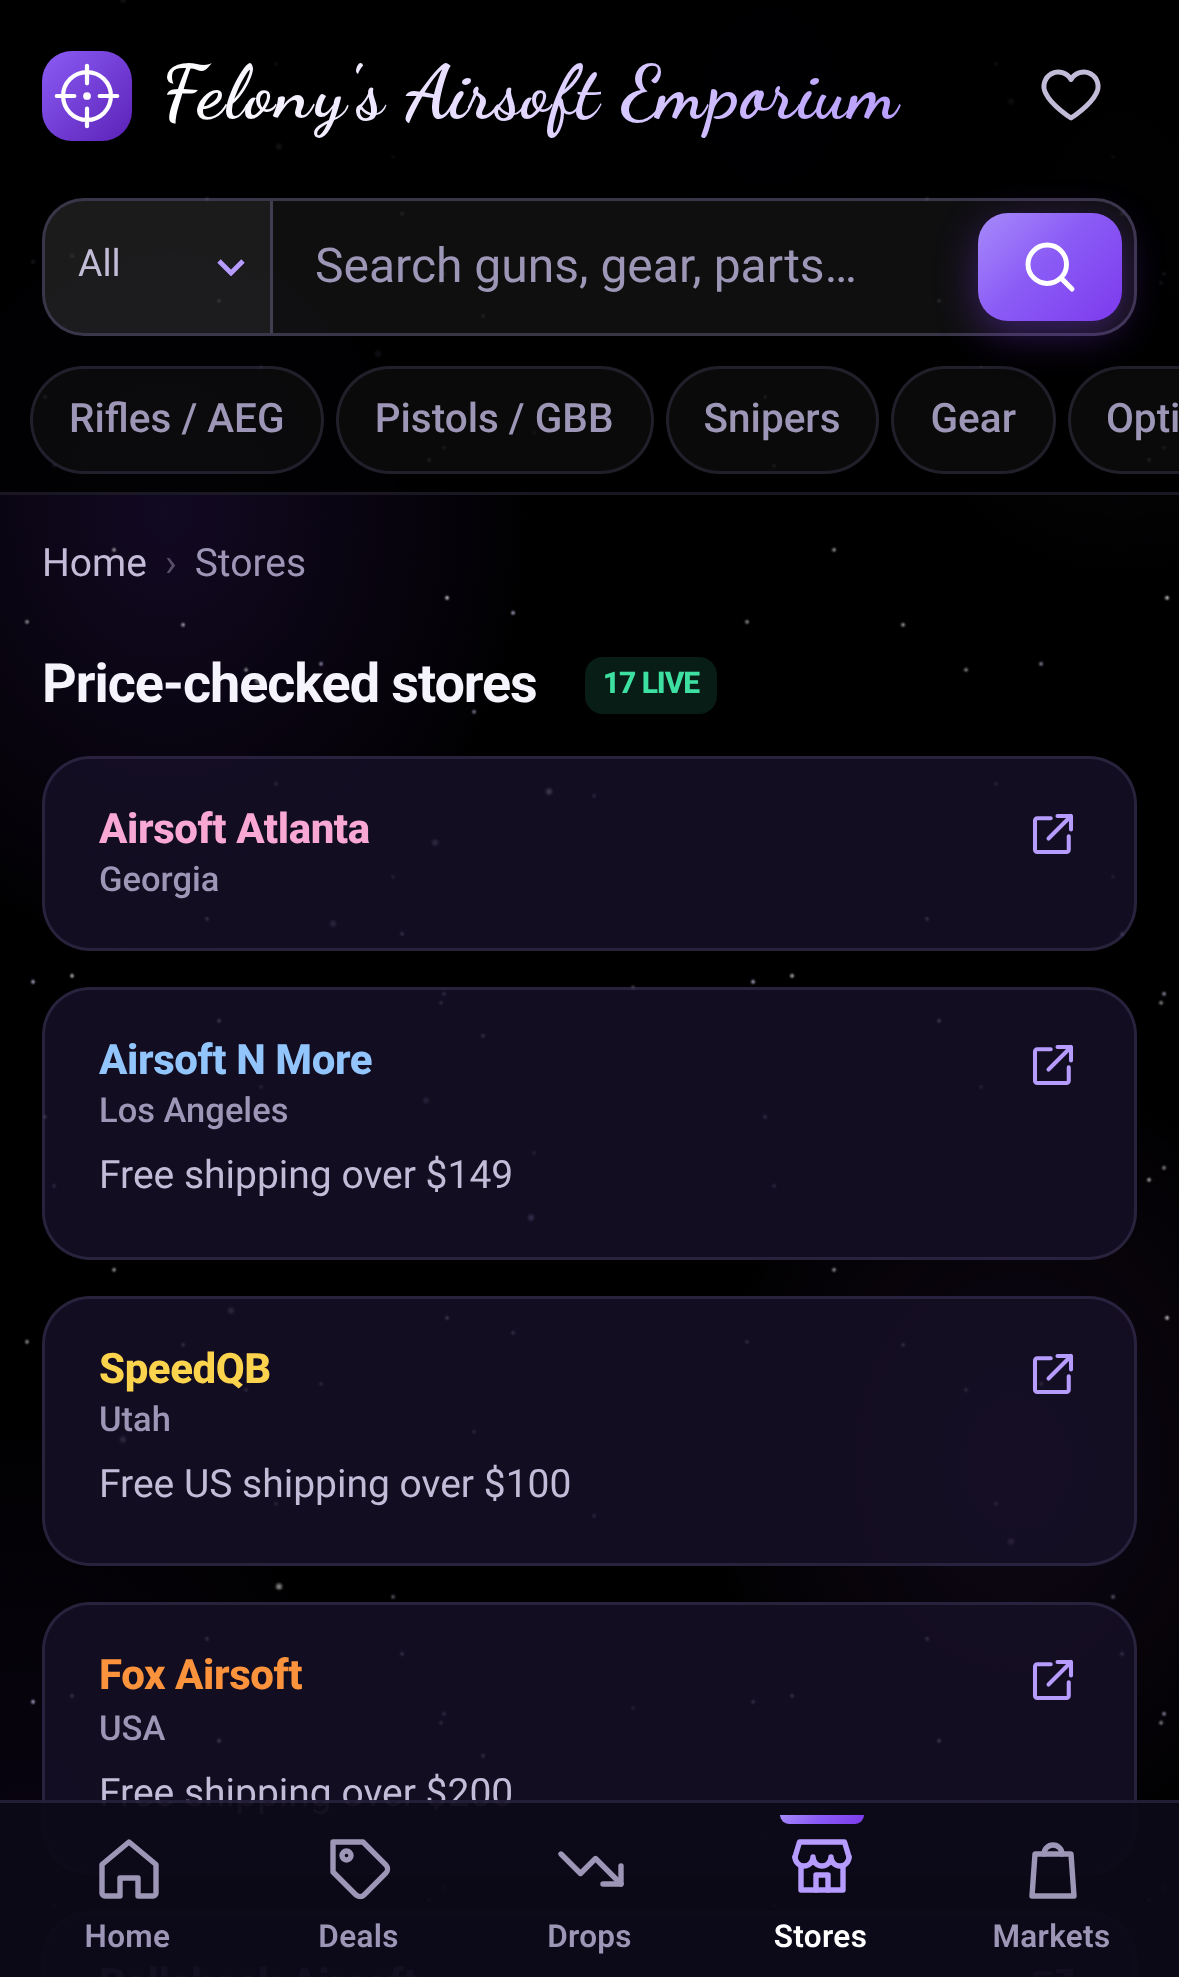 Felony's Airsoft Emporium
All
Search guns, gear, parts...
Rifles / AEG
Pistols / GBB
Snipers
Gear
Opti
Home › Stores
Price-checked stores
17 LIVE
Airsoft Atlanta
Georgia
Airsoft N More
Los Angeles
Free shipping over $149
SpeedQB
Utah
Free US shipping over $100
Fox Airsoft
USA
Free shipping over $200
Home
Deals
Drops
Stores
Markets